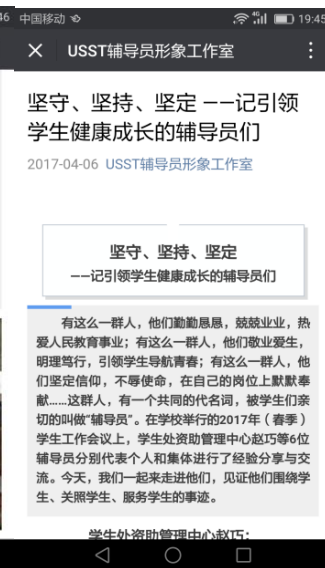 46 中国移动 4G 19:45
USST辅导员形象工作室
坚守、坚持、坚定 ——记引领
学生健康成长的辅导员们
2017-04-06 USST辅导员形象工作室
坚守、坚持、坚定
——记引领学生健康成长的辅导员们
有这么一群人，他们勤勤恳恳，兢兢业业，热
爱人民教育事业；有这么一群人，他们敬业爱生，
明理笃行，引领学生导航青春；有这么一群人，他
们坚定信仰，不辱使命，在自己的岗位上默默奉
献......这群人，有一个共同的代名词，被学生们亲
切的叫做“辅导员”。在学校举行的2017年（春季）
学生工作会议上，学生处资助管理中心赵巧等6位
辅导员分别代表个人和集体进行了经验分享与交
流。今天，我们一起来走进他们，见证他们围绕学
生、关照学生、服务学生的事迹。
学生处资助管理中心赵巧：